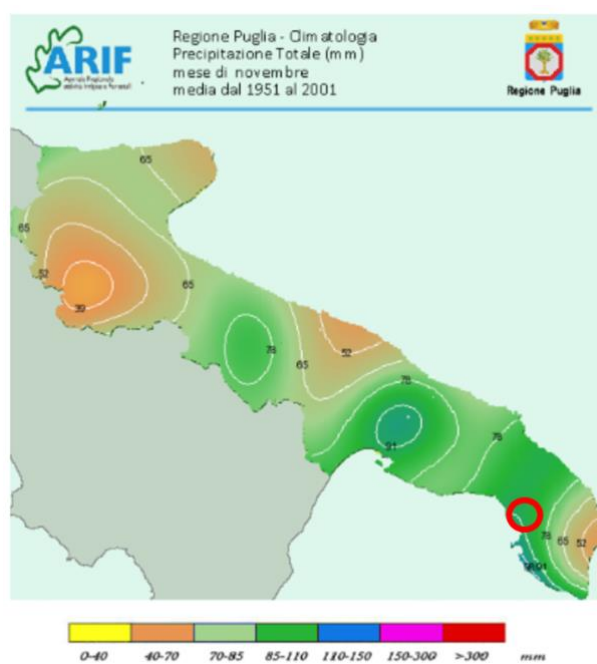 ARIF
Regione Puglia - Climatologia
Precipitazione Totale (mm)
mese di novembre
media dal 1951 al 2001
Regione Puglia
65
65
52
39
65
78
65
52
78
91
78
78
65
52
91
0-40 40-70 70-85 85-110 110-150 150-300 >300 mm